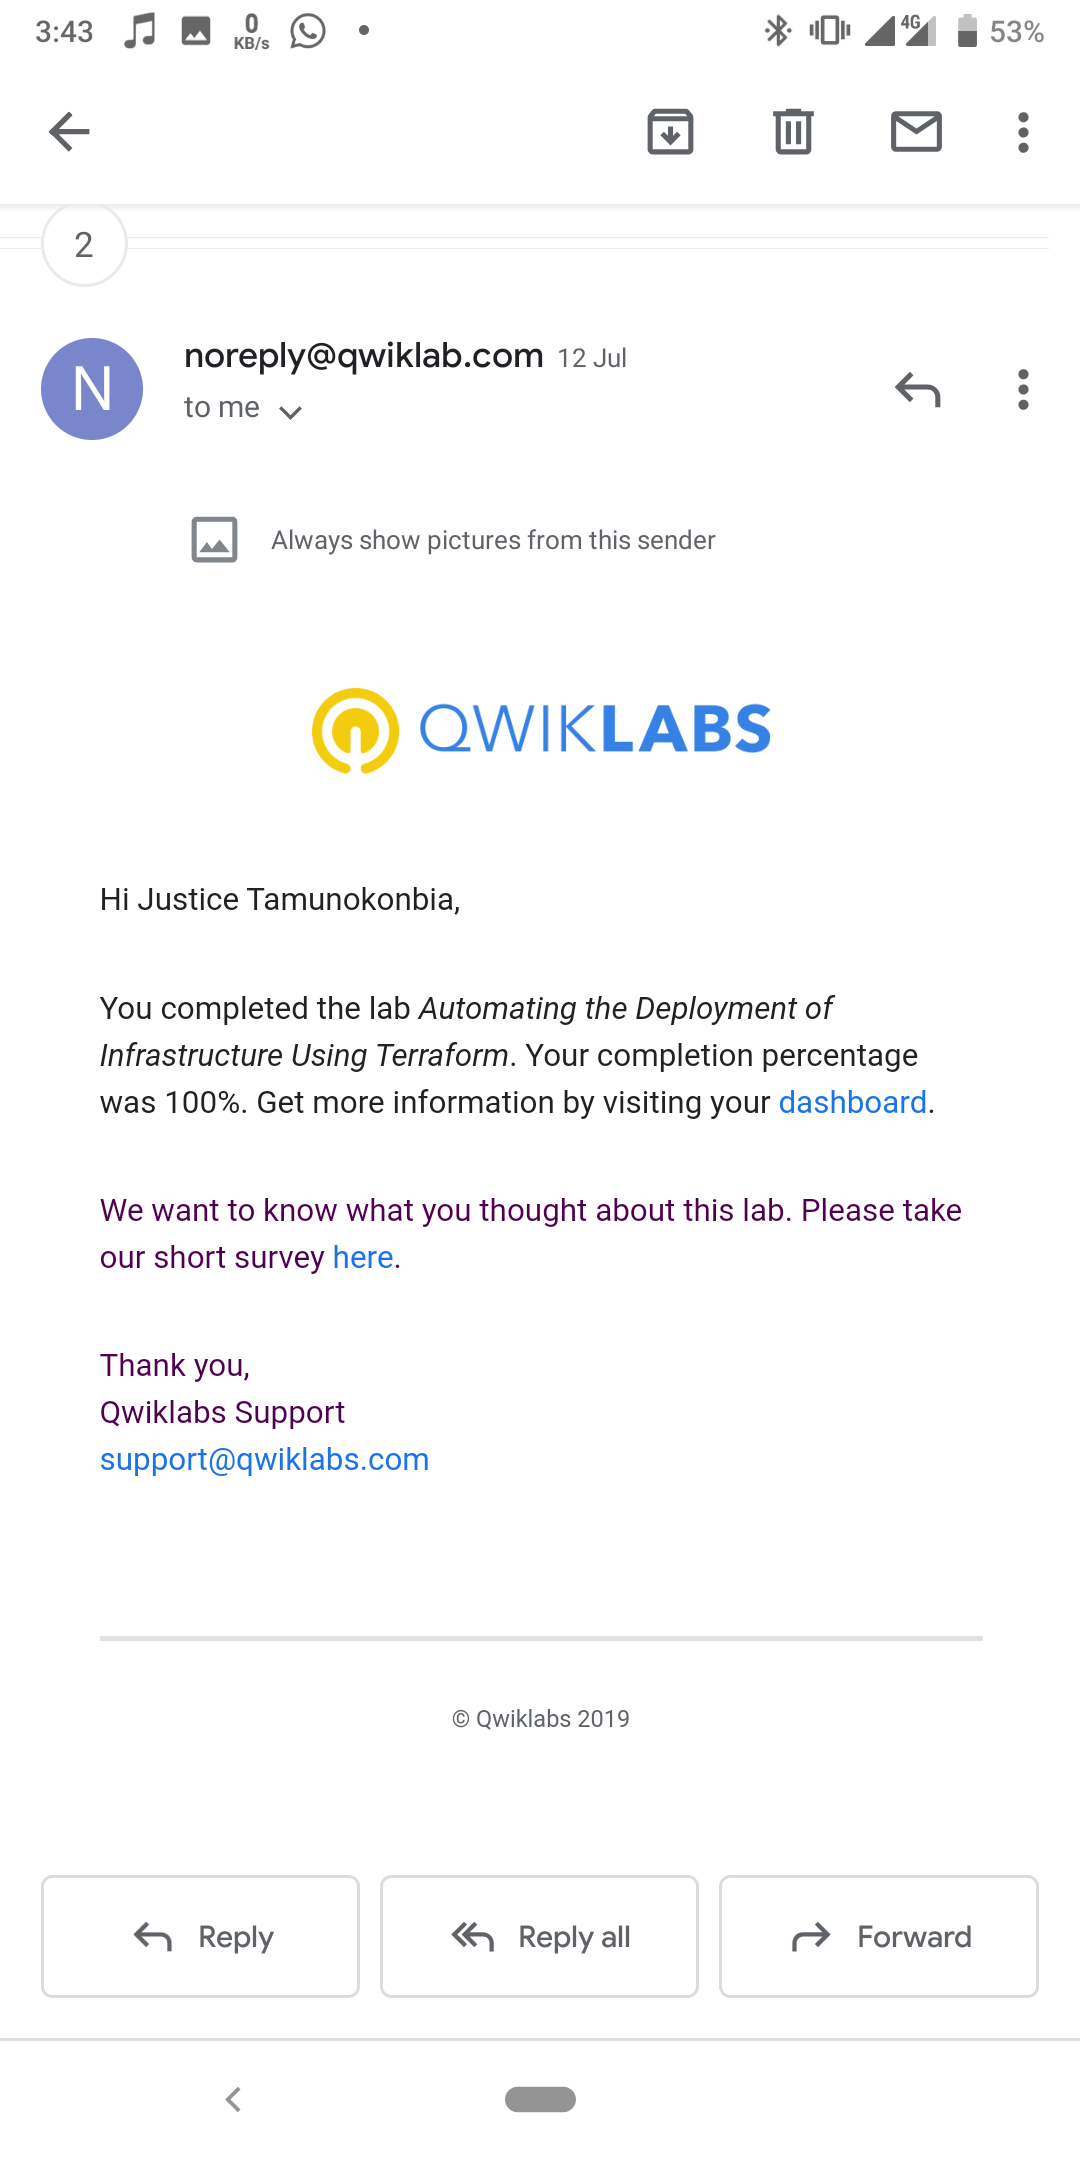 3:43
0
KB/s
4G
53%
2
noreply@qwiklab.com 12 Jul
to me
N
Always show pictures from this sender
QWIKLABS
Hi Justice Tamunokonbia,
You completed the lab Automating the Deployment of
Infrastructure Using Terraform. Your completion percentage
was 100%. Get more information by visiting your dashboard.
We want to know what you thought about this lab. Please take
our short survey here.
Thank you,
Qwiklabs Support
support@qwiklabs.com
© Qwiklabs 2019
Reply
Reply all
Forward